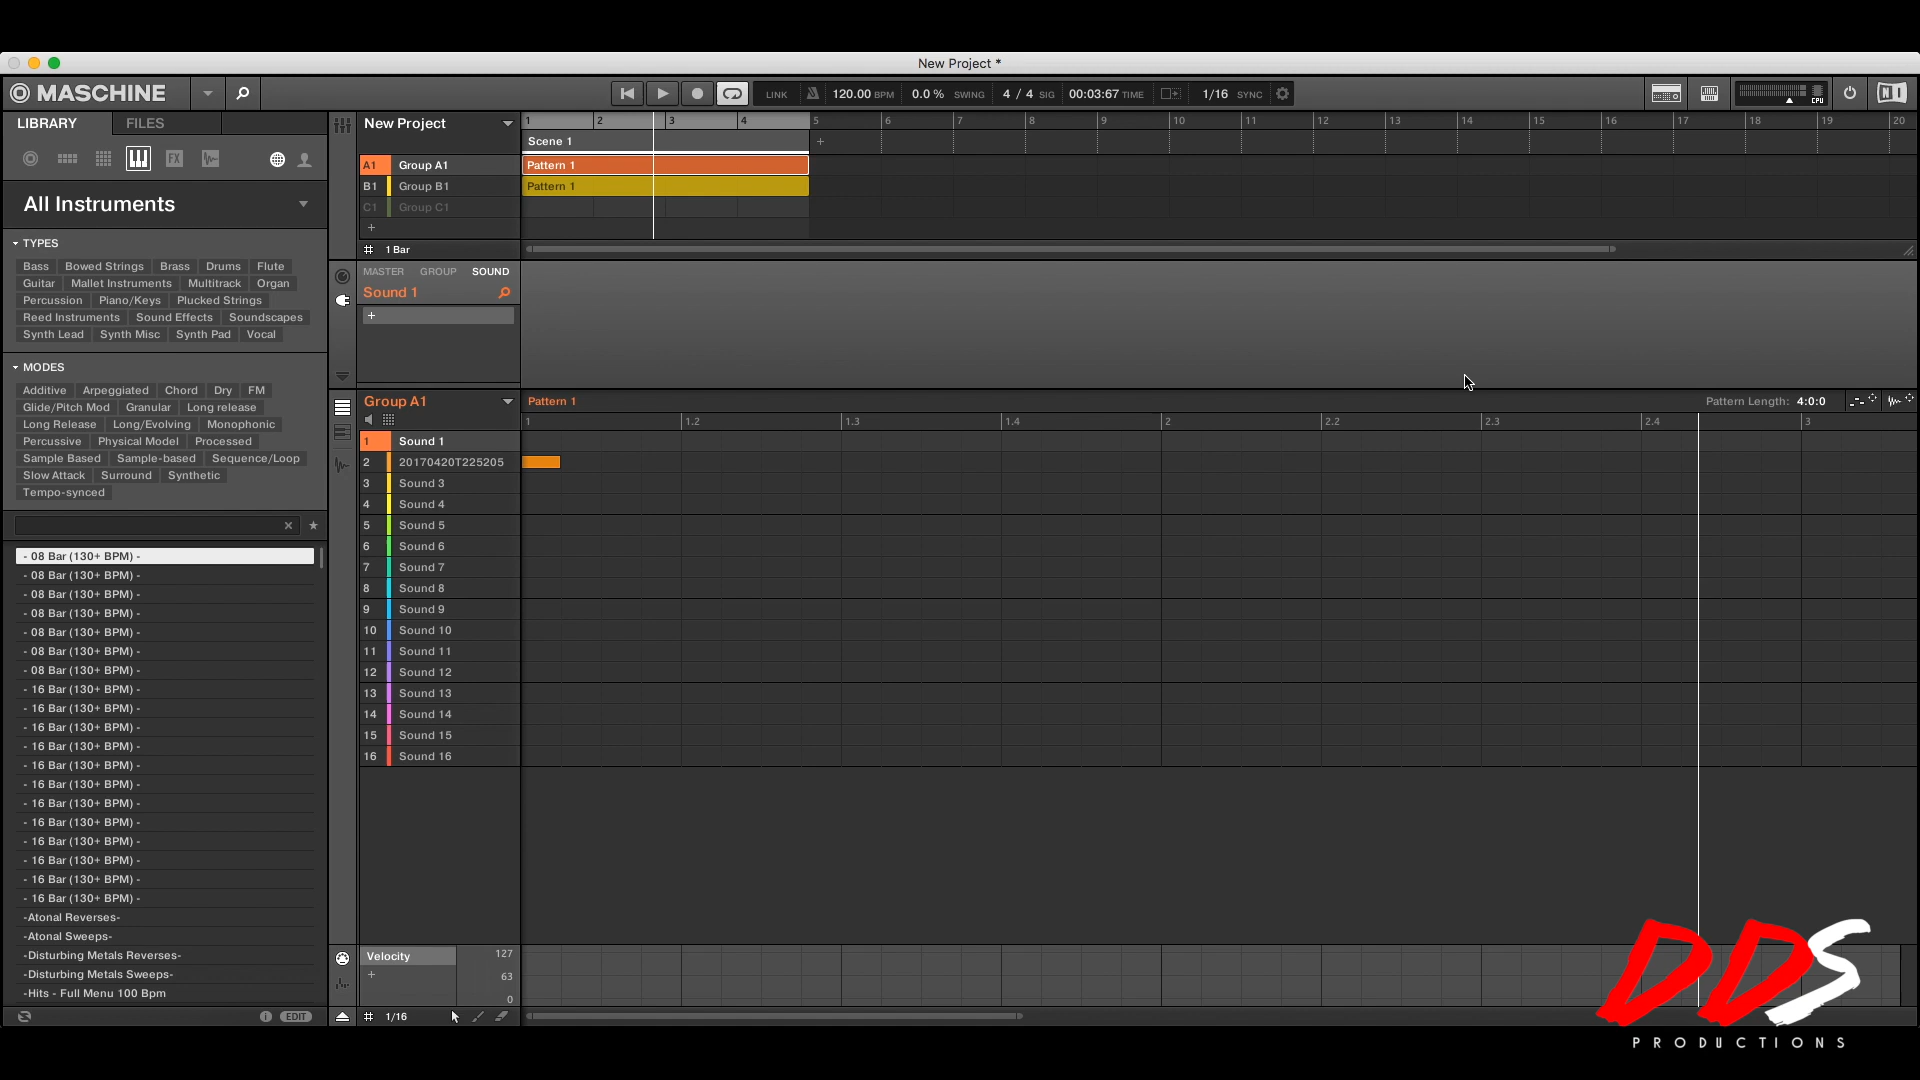 New Project *
MASCHINE
LINK 120.00 BPM 0.0 % SWING 4 / 4 SIG 00:03:67 TIME 1/16 SYNC
CPU
LIBRARY FILES
New Project
1 2 3 4 5 6 7 8 9 10 11 12 13 14 15 16 17 18 19 20
Scene 1 +
A1 Group A1 Pattern 1
B1 Group B1 Pattern 1
C1 Group C1
+
1 Bar
All Instruments
TYPES
Bass Bowed Strings Brass Drums Flute
Guitar Mallet Instruments Multitrack Organ
Percussion Piano/Keys Plucked Strings
Reed Instruments Sound Effects Soundscapes
Synth Lead Synth Misc Synth Pad Vocal
MODES
Additive Arpeggiated Chord Dry FM
Glide/Pitch Mod Granular Long release
Long Release Long/Evolving Monophonic
Percussive Physical Model Processed
Sample Based Sample-based Sequence/Loop
Slow Attack Surround Synthetic
Tempo-synced
- 08 Bar (130+ BPM) -
- 08 Bar (130+ BPM) -
- 08 Bar (130+ BPM) -
- 08 Bar (130+ BPM) -
- 08 Bar (130+ BPM) -
- 08 Bar (130+ BPM) -
- 08 Bar (130+ BPM) -
- 16 Bar (130+ BPM) -
- 16 Bar (130+ BPM) -
- 16 Bar (130+ BPM) -
- 16 Bar (130+ BPM) -
- 16 Bar (130+ BPM) -
- 16 Bar (130+ BPM) -
- 16 Bar (130+ BPM) -
- 16 Bar (130+ BPM) -
- 16 Bar (130+ BPM) -
- 16 Bar (130+ BPM) -
- 16 Bar (130+ BPM) -
- 16 Bar (130+ BPM) -
-Atonal Reverses-
-Atonal Sweeps-
-Disturbing Metals Reverses-
-Disturbing Metals Sweeps-
-Hits - Full Menu 100 Bpm
EDIT
MASTER GROUP SOUND
Sound 1
+
Group A1 Pattern 1 Pattern Length: 4:0:0
1 1.2 1.3 1.4 2 2.2 2.3 2.4 3
1 Sound 1
2 20170420T225205
3 Sound 3
4 Sound 4
5 Sound 5
6 Sound 6
7 Sound 7
8 Sound 8
9 Sound 9
10 Sound 10
11 Sound 11
12 Sound 12
13 Sound 13
14 Sound 14
15 Sound 15
16 Sound 16
Velocity 127
+ 63
0
1/16
DDS
PRODUCTIONS